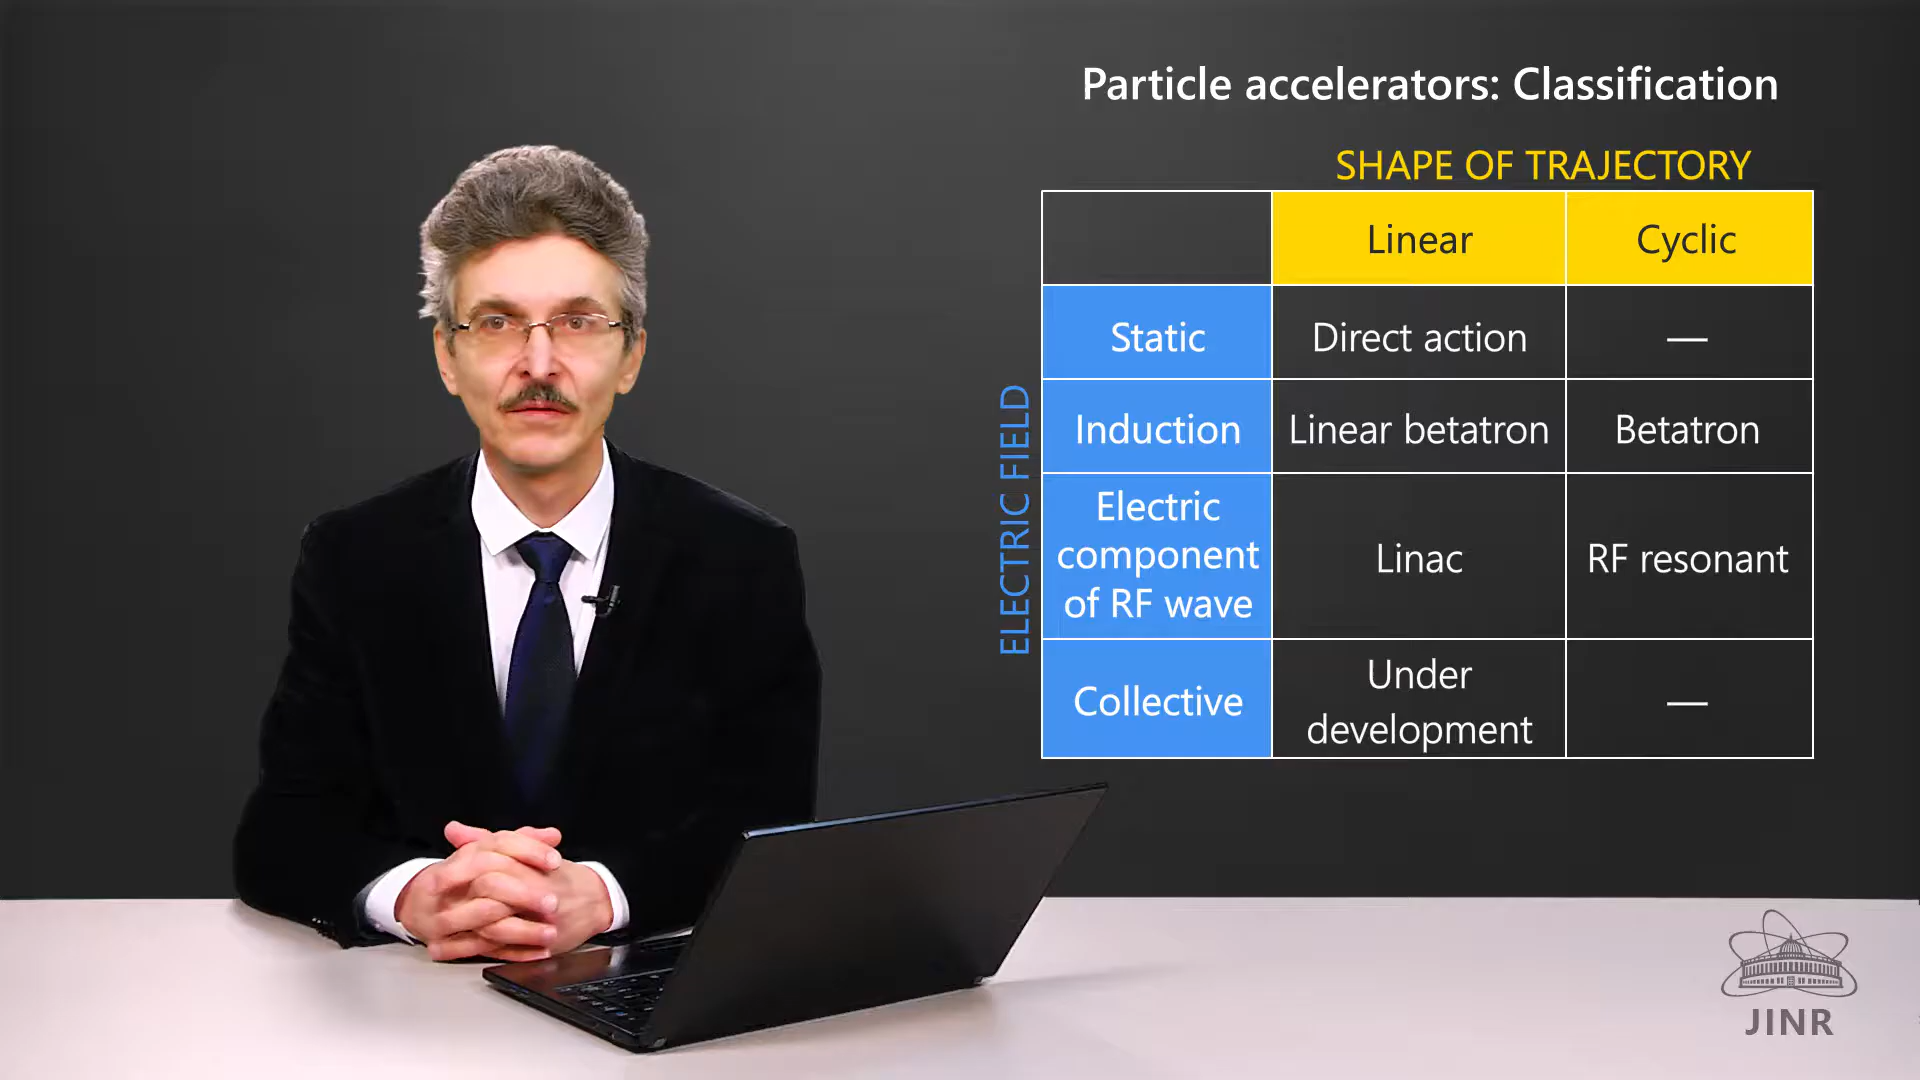 Particle accelerators: Classification
SHAPE OF TRAJECTORY
Linear
Cyclic
ELECTRIC FIELD
Static
Direct action
—
Induction
Linear betatron
Betatron
Electric
component
of RF wave
Linac
RF resonant
Collective
Under
development
—
JINR